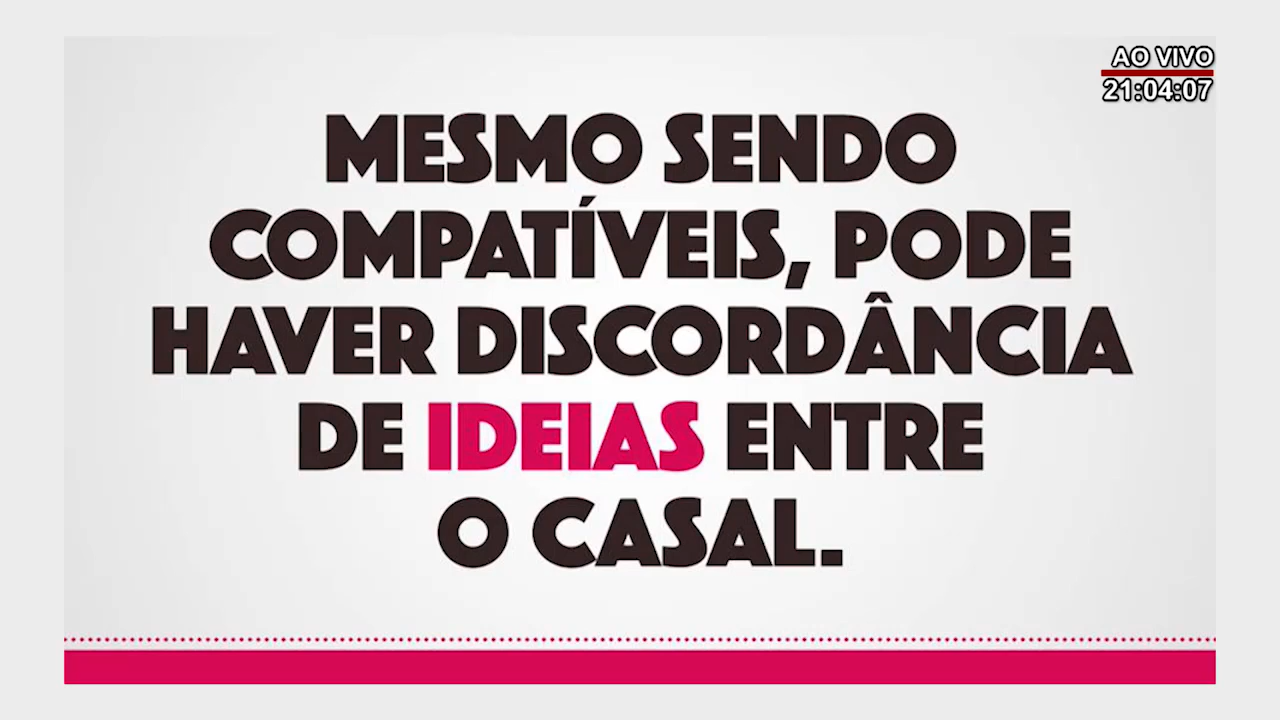 AO VIVO
21:04:07
MESMO SENDO
COMPATÍVEIS, PODE
HAVER DISCORDÂNCIA
DE IDEIAS ENTRE
O CASAL.